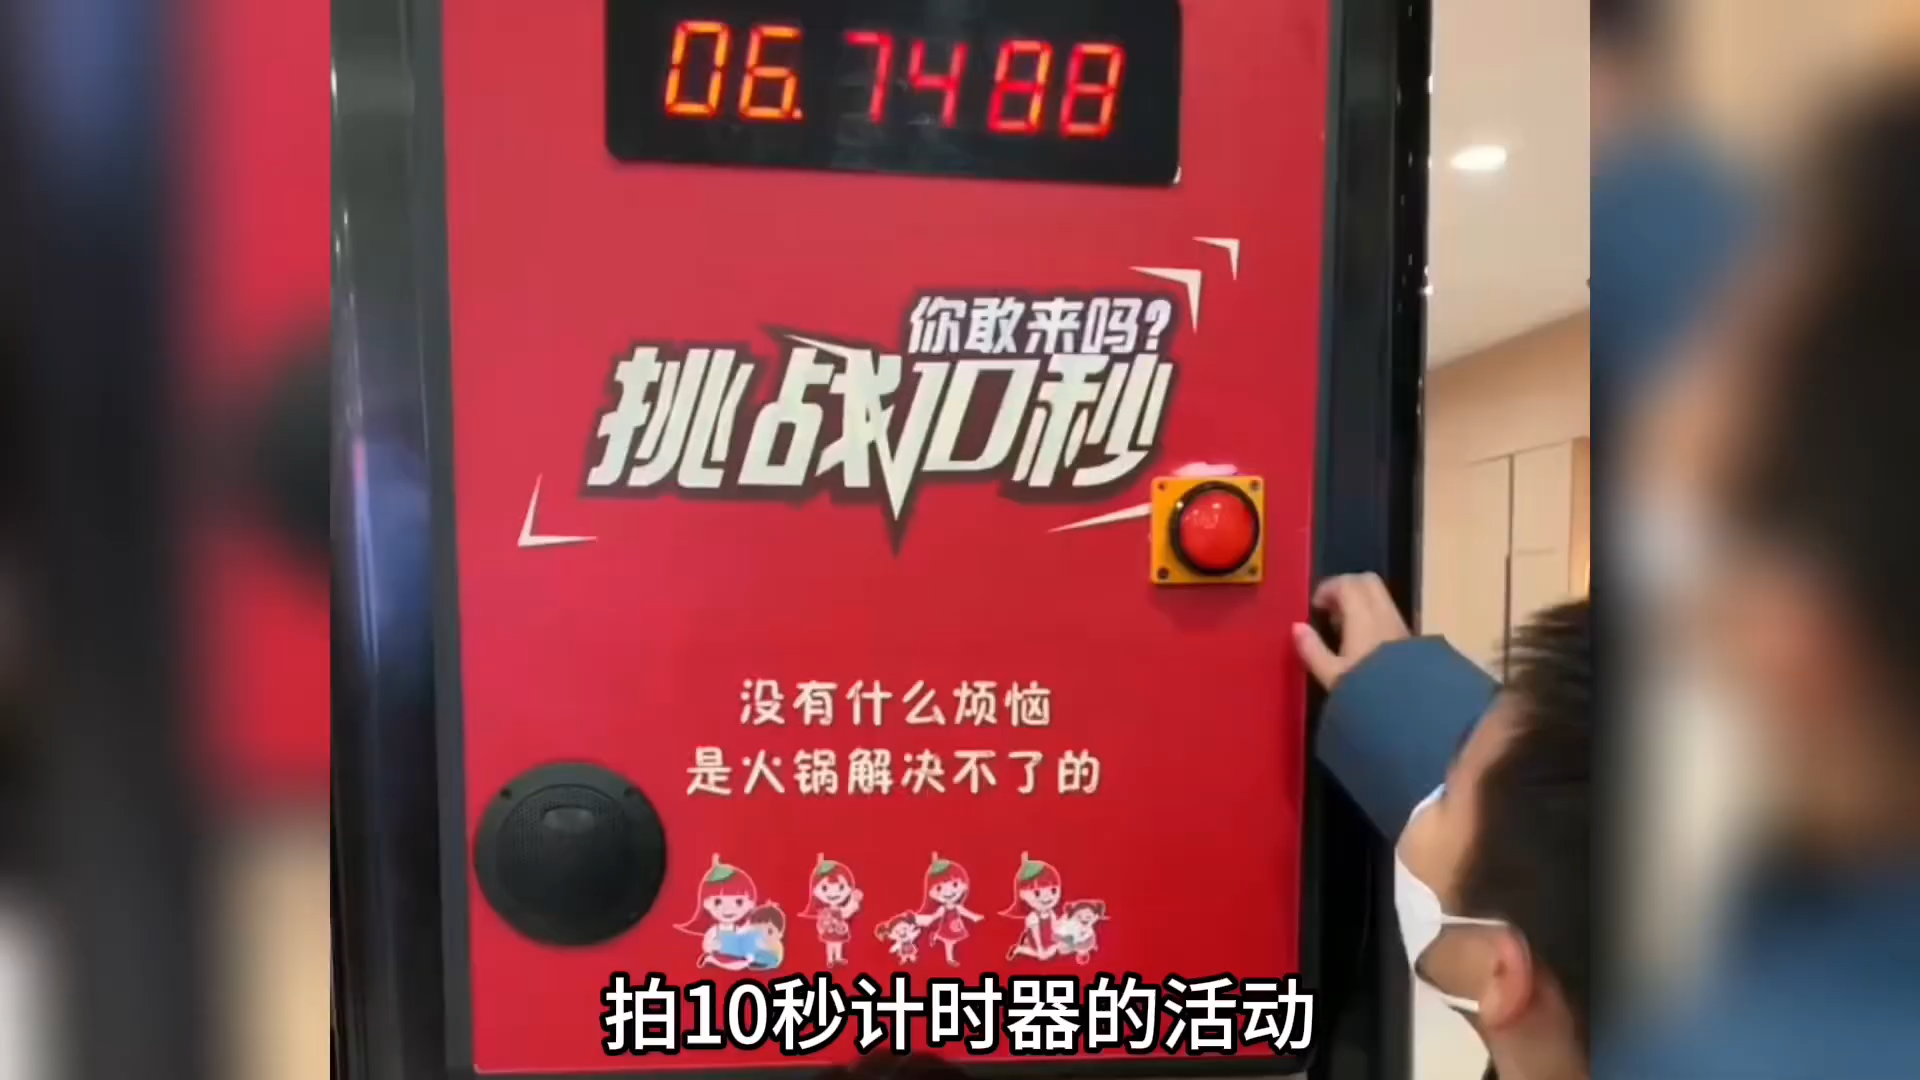 06.7488
你敢来吗?
挑战10秒
没有什么烦恼
是火锅解决不了的
拍10秒计时器的活动